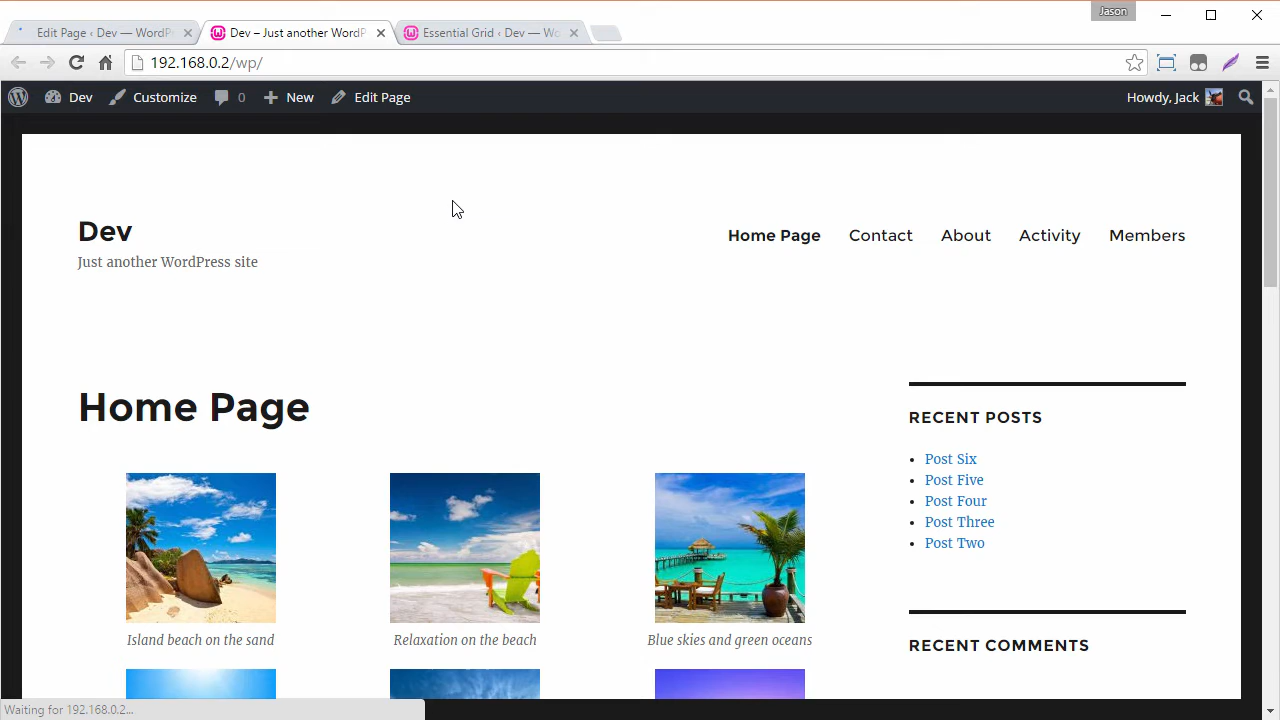 Jason
Edit Page ‹ Dev — WordP
Dev – Just another WordP
Essential Grid ‹ Dev — Wo
192.168.0.2/wp/
Dev
Customize
0
New
Edit Page
Howdy, Jack
Dev
Just another WordPress site
Home Page
Contact
About
Activity
Members
Home Page
RECENT POSTS
Post Six
Post Five
Post Four
Post Three
Post Two
Island beach on the sand
Relaxation on the beach
Blue skies and green oceans
RECENT COMMENTS
Waiting for 192.168.0.2...